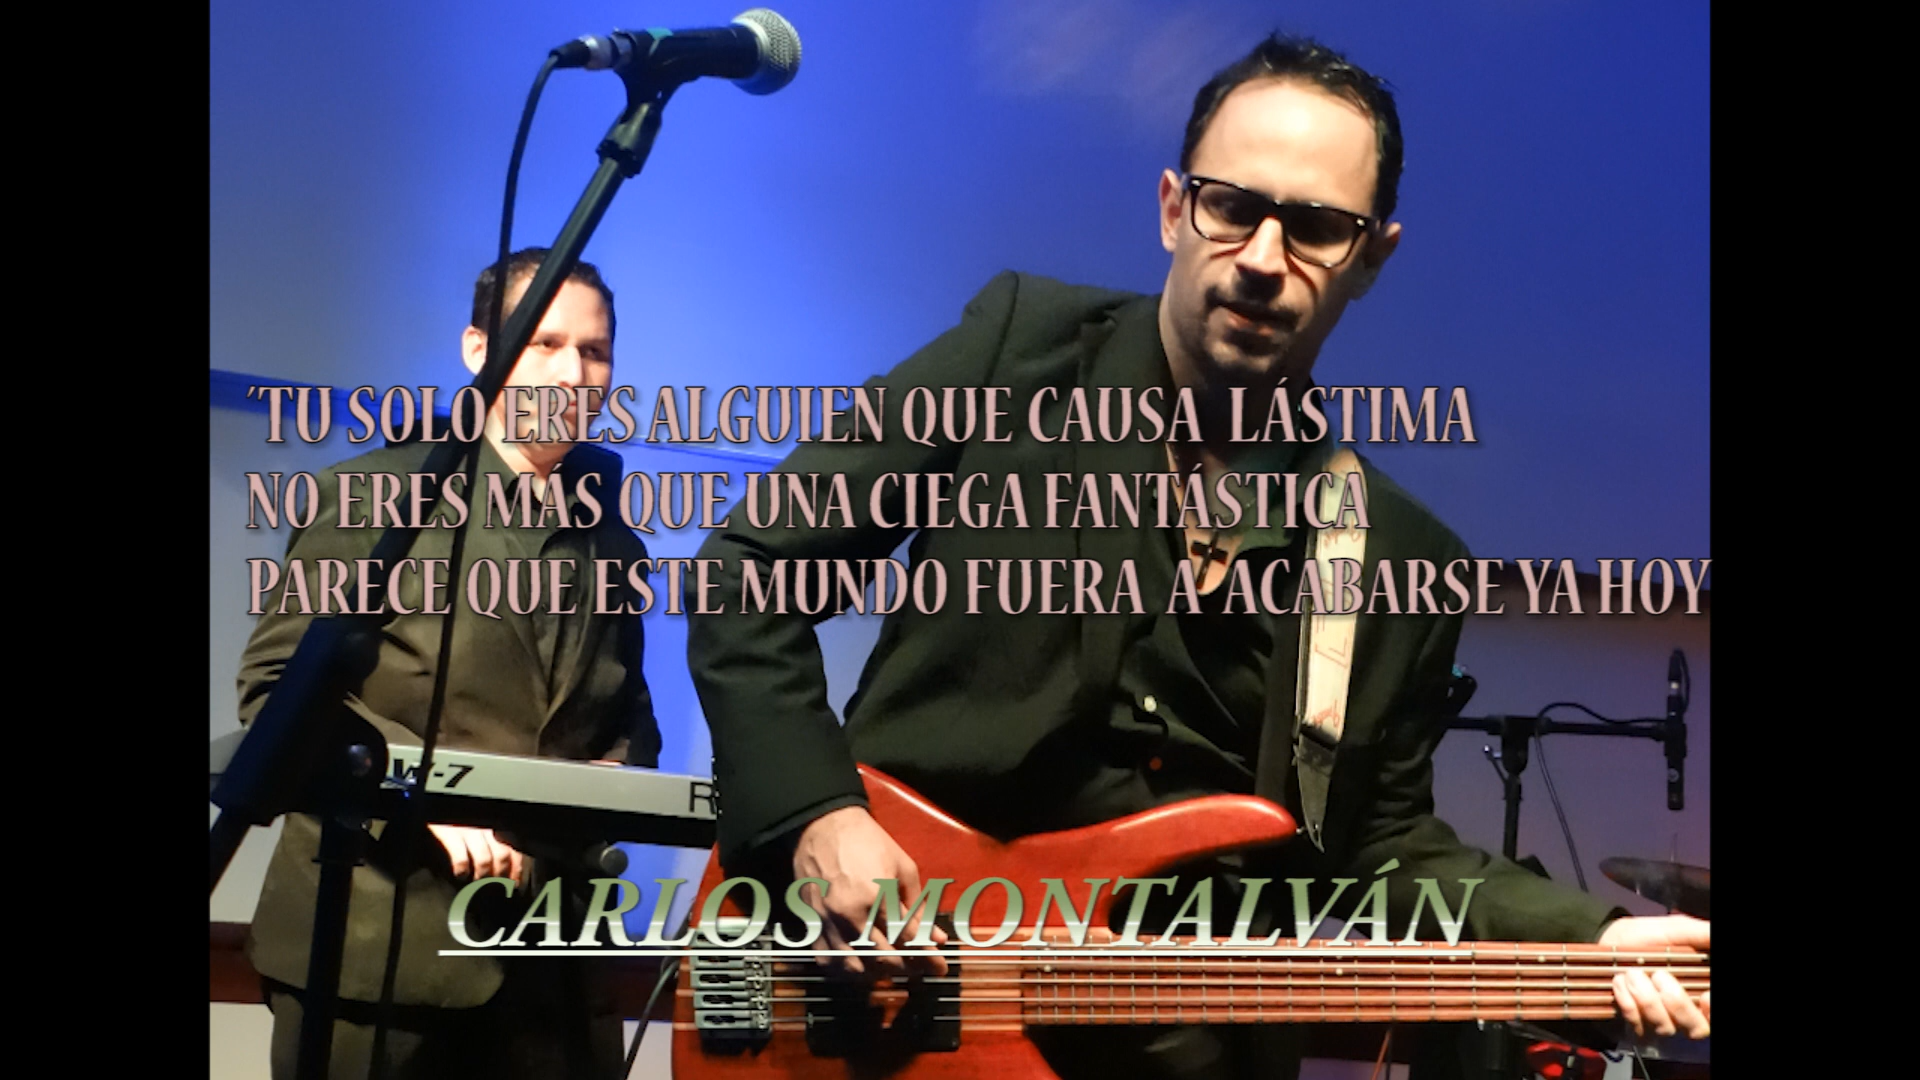 ´TU SOLO ERES ALGUIEN QUE CAUSA LÁSTIMA
NO ERES MÁS QUE UNA CIEGA FANTÁSTICA
PARECE QUE ESTE MUNDO FUERA A ACABARSE YA HOY
W-7
R
CARLOS MONTALVÁN